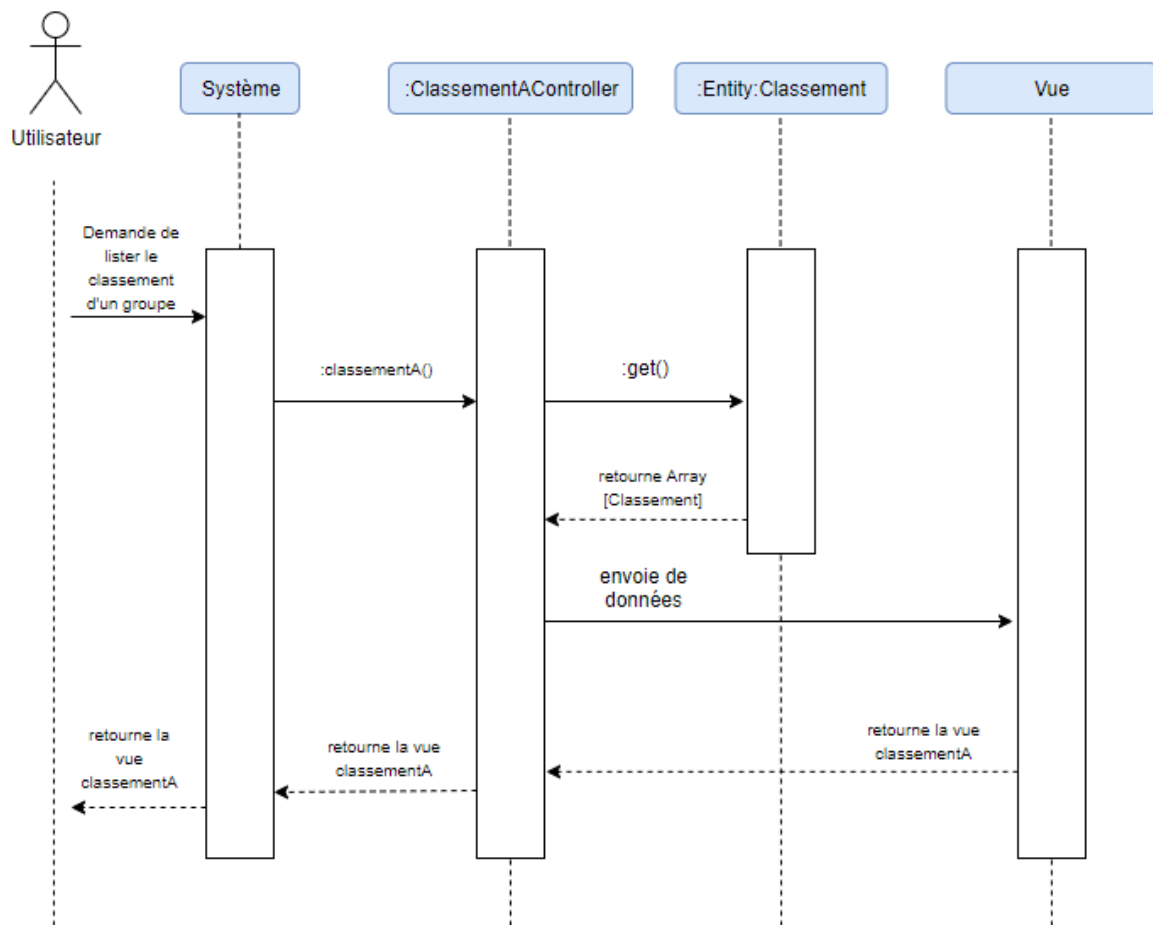 Système
:ClassementAController
:Entity:Classement
Vue
Utilisateur
Demande de
lister le
classement
d'un groupe
:classementA()
:get()
retourne Array
[Classement]
envoie de
données
retourne la vue
classementA
retourne la vue
classementA
retourne la
vue
classementA